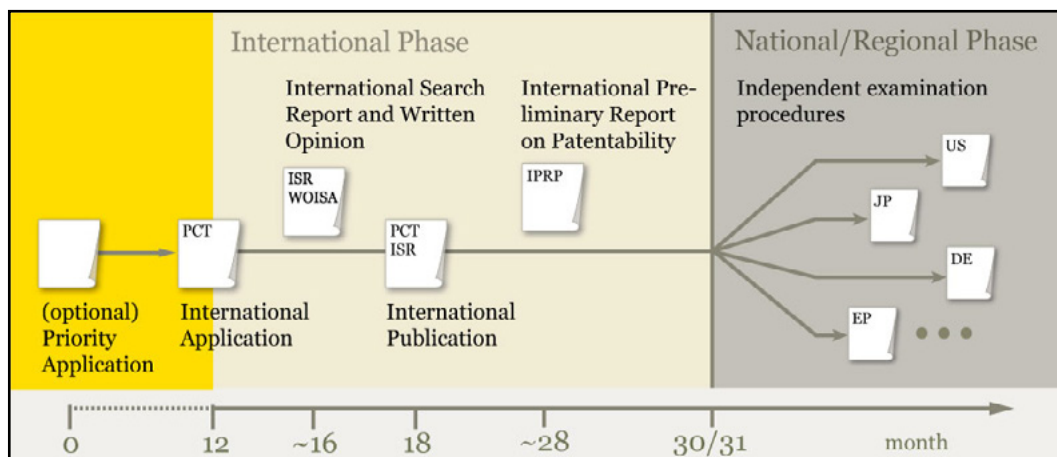 International Phase
National/Regional Phase
International Search
Report and Written
Opinion
International Pre-
liminary Report
on Patentability
Independent examination
procedures
ISR
WOISA
IPRP
US
JP
DE
EP
PCT
PCT
ISR
(optional)
Priority
Application
International
Application
International
Publication
0
12
~16
18
~28
30/31
month